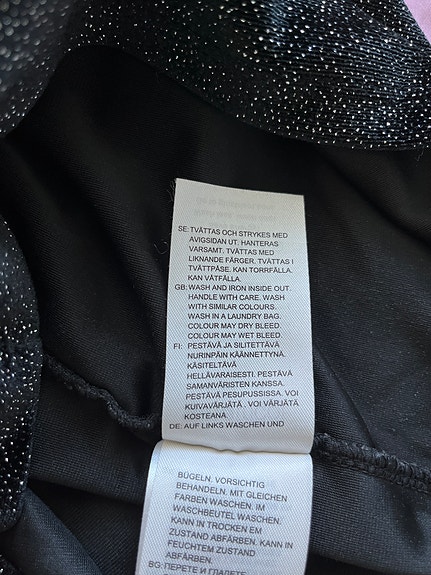 SE: TVÄTTAS OCH STRYKES MED
AVIGSIDAN UT. HANTERAS
VARSAMT. TVÄTTAS MED
LIKNANDE FÄRGER. TVÄTTAS I
TVÄTTPÅSE. KAN TORRFÄLLA.
KAN VÅTFÄLLA.
GB: WASH AND IRON INSIDE OUT.
HANDLE WITH CARE. WASH
WITH SIMILAR COLOURS.
WASH IN A LAUNDRY BAG.
COLOUR MAY DRY BLEED.
COLOUR MAY WET BLEED.
FI: PESTÄVÄ JA SILITETTÄVÄ
NURINPÄIN KÄÄNNETTYNÄ.
KÄSITELTÄVÄ
HELLÄVARAISESTI. PESTÄVÄ
SAMANVÄRISTEN KANSSA.
PESTÄVÄ PESUPUSSISSA. VOI
KUIVAVÄRJÄTÄ . VOI VÄRJÄTÄ
KOSTEANA.
DE: AUF LINKS WASCHEN UND
BÜGELN. VORSICHTIG
BEHANDELN. MIT GLEICHEN
FARBEN WASCHEN. IM
WASCHBEUTEL WASCHEN.
KANN IN TROCKEN EM
ZUSTAND ABFÄRBEN. KANN IN
FEUCHTEM ZUSTAND
ABFÄRBEN.
BG: ПЕРЕТЕ И ГЛАДЕТЕ